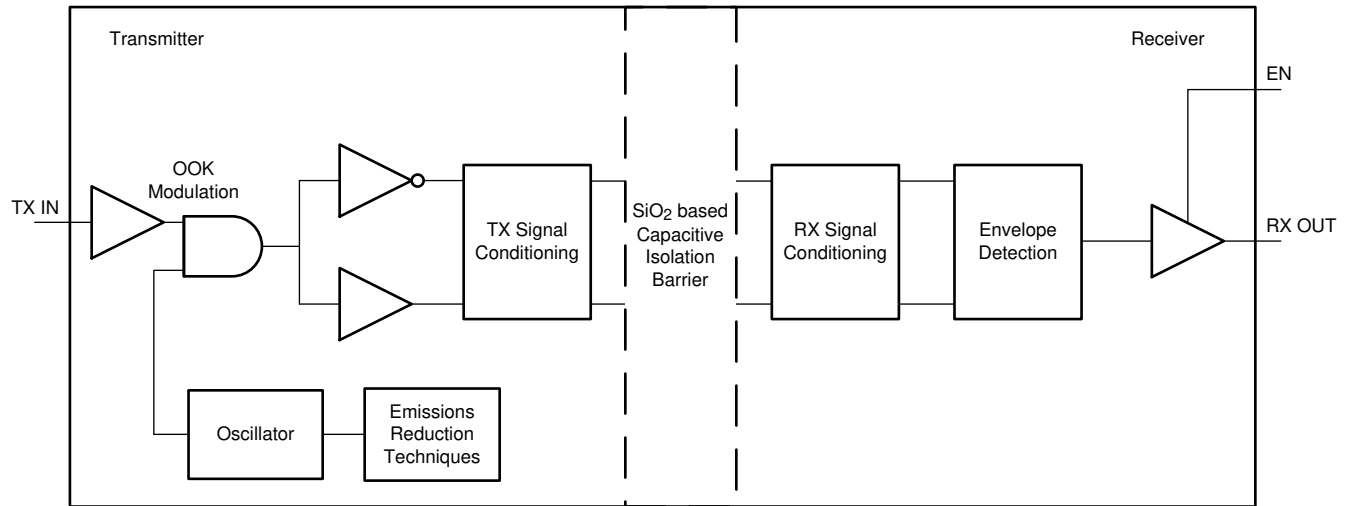 Transmitter
Receiver
EN
OOK
Modulation
TX IN
TX Signal
Conditioning
SiO2 based
Capacitive
Isolation
Barrier
RX Signal
Conditioning
Envelope
Detection
RX OUT
Oscillator
Emissions
Reduction
Techniques